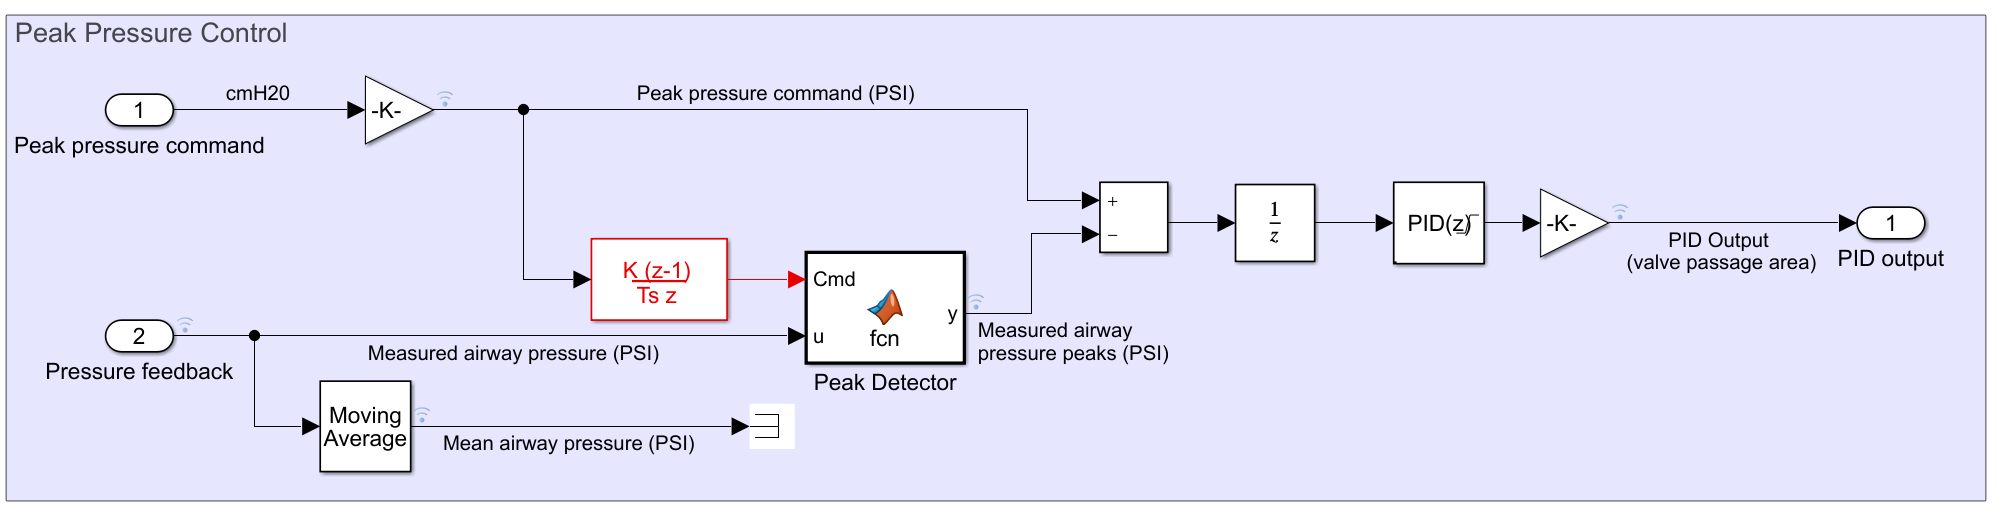 Peak Pressure Control
1
cmH20
-K-
Peak pressure command (PSI)
Peak pressure command
+
−
1
z
PID(z)
-K-
PID Output
(valve passage area)
1
PID output
K (z-1)
Ts z
Cmd
u
fcn
y
Peak Detector
Measured airway
pressure peaks (PSI)
2
Pressure feedback
Measured airway pressure (PSI)
Moving
Average
Mean airway pressure (PSI)